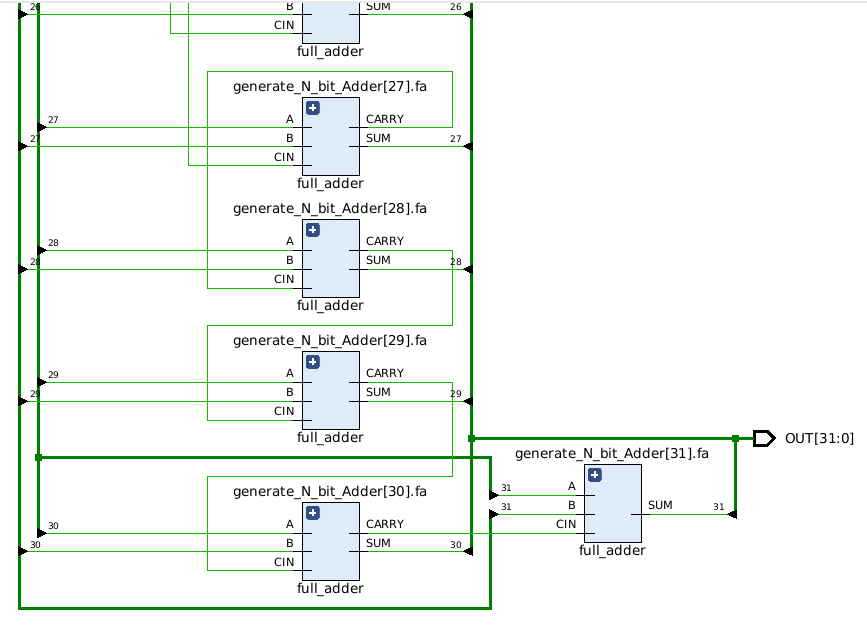 26 B SUM 26
CIN
full_adder
generate_N_bit_Adder[27].fa
27 A CARRY
27 B SUM 27
CIN
full_adder
generate_N_bit_Adder[28].fa
28 A CARRY
28 B SUM 28
CIN
full_adder
generate_N_bit_Adder[29].fa
29 A CARRY
29 B SUM 29
CIN
full_adder
OUT[31:0]
generate_N_bit_Adder[31].fa
31 A
31 B SUM 31
CIN
full_adder
generate_N_bit_Adder[30].fa
30 A CARRY
30 B SUM 30
CIN
full_adder